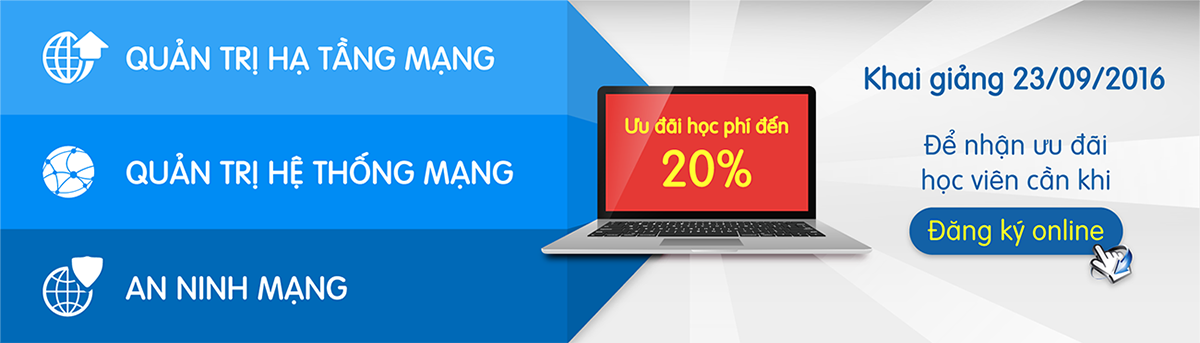 QUẢN TRỊ HẠ TẦNG MẠNG
QUẢN TRỊ HỆ THỐNG MẠNG
AN NINH MẠNG
Ưu đãi học phí đến
20%
Khai giảng 23/09/2016
Để nhận ưu đãi
học viên cần khi
Đăng ký online